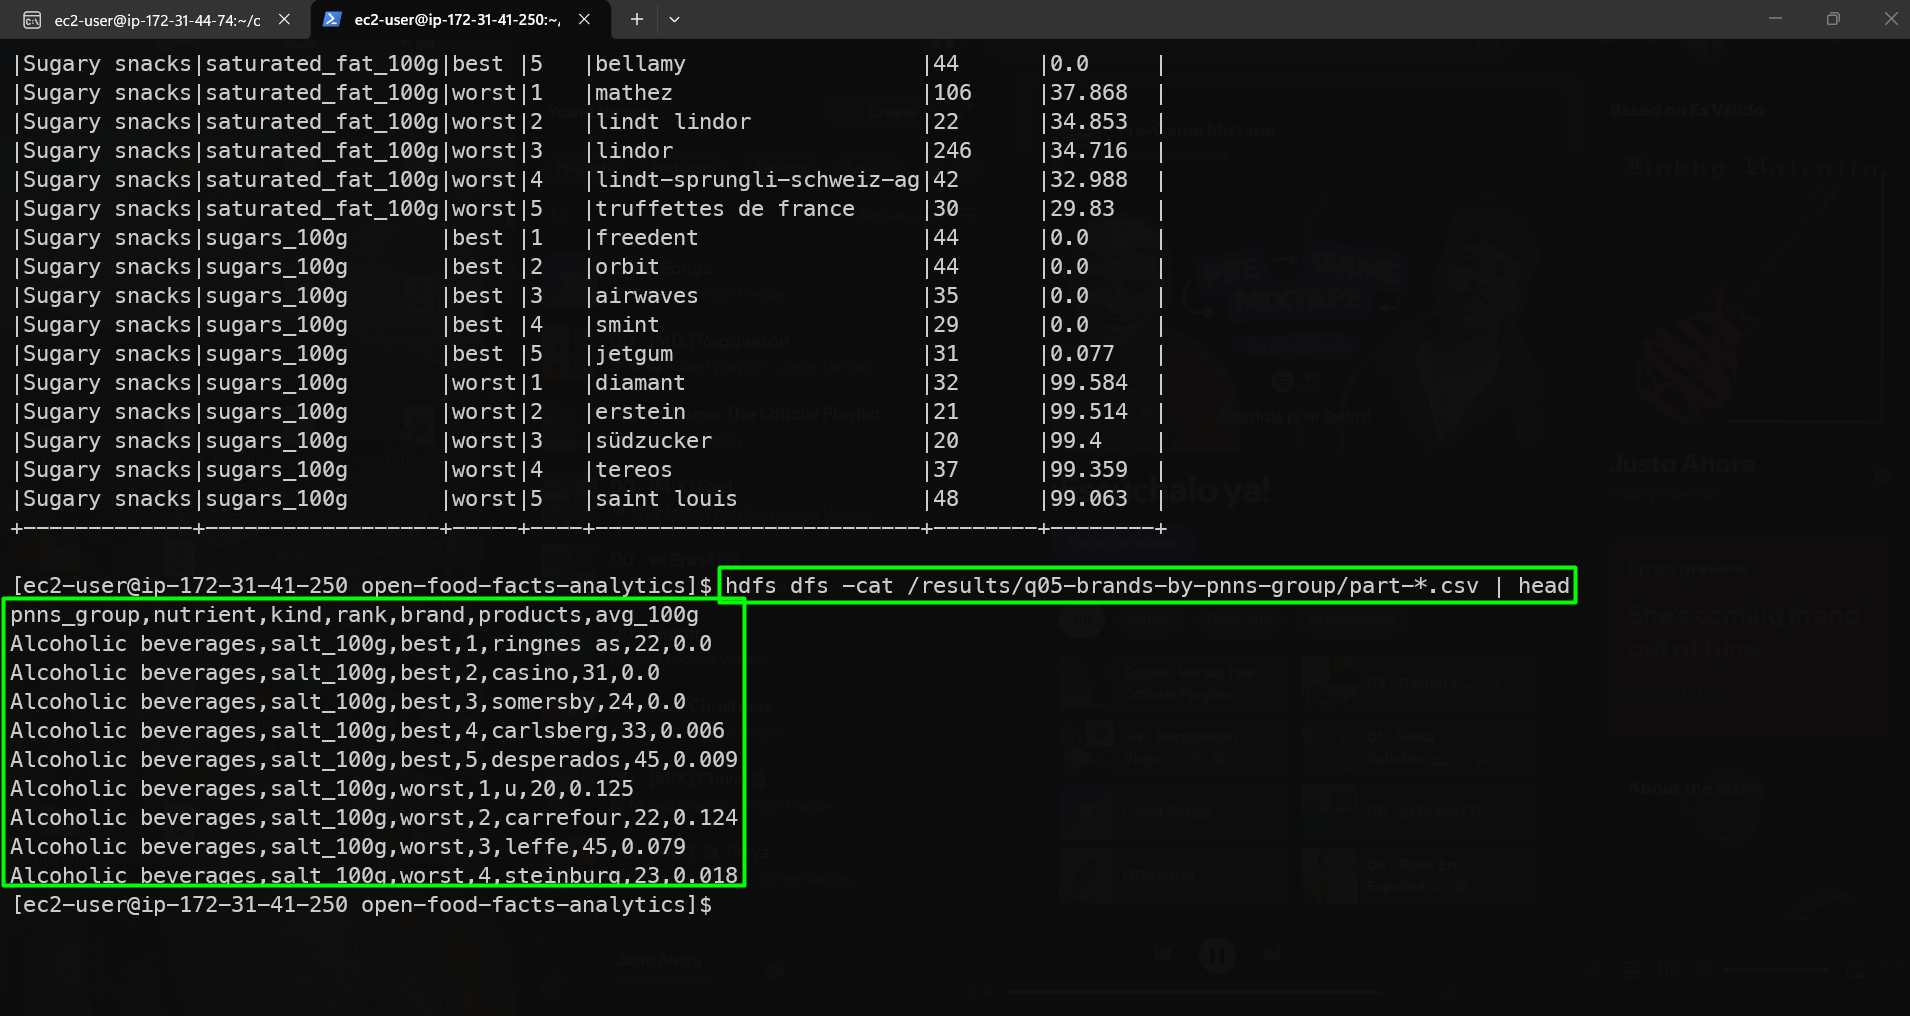 ec2-user@ip-172-31-44-74:~/c
ec2-user@ip-172-31-41-250:~/
|Sugary snacks|saturated_fat_100g|best |5   |bellamy                  |44      |0.0     |
|Sugary snacks|saturated_fat_100g|worst|1   |mathez                   |106     |37.868  |
|Sugary snacks|saturated_fat_100g|worst|2   |lindt lindor             |22      |34.853  |
|Sugary snacks|saturated_fat_100g|worst|3   |lindor                   |246     |34.716  |
|Sugary snacks|saturated_fat_100g|worst|4   |lindt-sprungli-schweiz-ag|42      |32.988  |
|Sugary snacks|saturated_fat_100g|worst|5   |truffettes de france     |30      |29.83   |
|Sugary snacks|sugars_100g       |best |1   |freedent                 |44      |0.0     |
|Sugary snacks|sugars_100g       |best |2   |orbit                    |44      |0.0     |
|Sugary snacks|sugars_100g       |best |3   |airwaves                 |35      |0.0     |
|Sugary snacks|sugars_100g       |best |4   |smint                    |29      |0.0     |
|Sugary snacks|sugars_100g       |best |5   |jetgum                   |31      |0.077   |
|Sugary snacks|sugars_100g       |worst|1   |diamant                  |32      |99.584  |
|Sugary snacks|sugars_100g       |worst|2   |erstein                  |21      |99.514  |
|Sugary snacks|sugars_100g       |worst|3   |südzucker                |20      |99.4    |
|Sugary snacks|sugars_100g       |worst|4   |tereos                   |37      |99.359  |
|Sugary snacks|sugars_100g       |worst|5   |saint louis              |48      |99.063  |
+-------------+------------------+-----+----+-------------------------+--------+--------+
[ec2-user@ip-172-31-41-250 open-food-facts-analytics]$ hdfs dfs -cat /results/q05-brands-by-pnns-group/part-*.csv | head
pnns_group,nutrient,kind,rank,brand,products,avg_100g
Alcoholic beverages,salt_100g,best,1,ringnes as,22,0.0
Alcoholic beverages,salt_100g,best,2,casino,31,0.0
Alcoholic beverages,salt_100g,best,3,somersby,24,0.0
Alcoholic beverages,salt_100g,best,4,carlsberg,33,0.006
Alcoholic beverages,salt_100g,best,5,desperados,45,0.009
Alcoholic beverages,salt_100g,worst,1,u,20,0.125
Alcoholic beverages,salt_100g,worst,2,carrefour,22,0.124
Alcoholic beverages,salt_100g,worst,3,leffe,45,0.079
Alcoholic beverages,salt_100g,worst,4,steinburg,23,0.018
[ec2-user@ip-172-31-41-250 open-food-facts-analytics]$